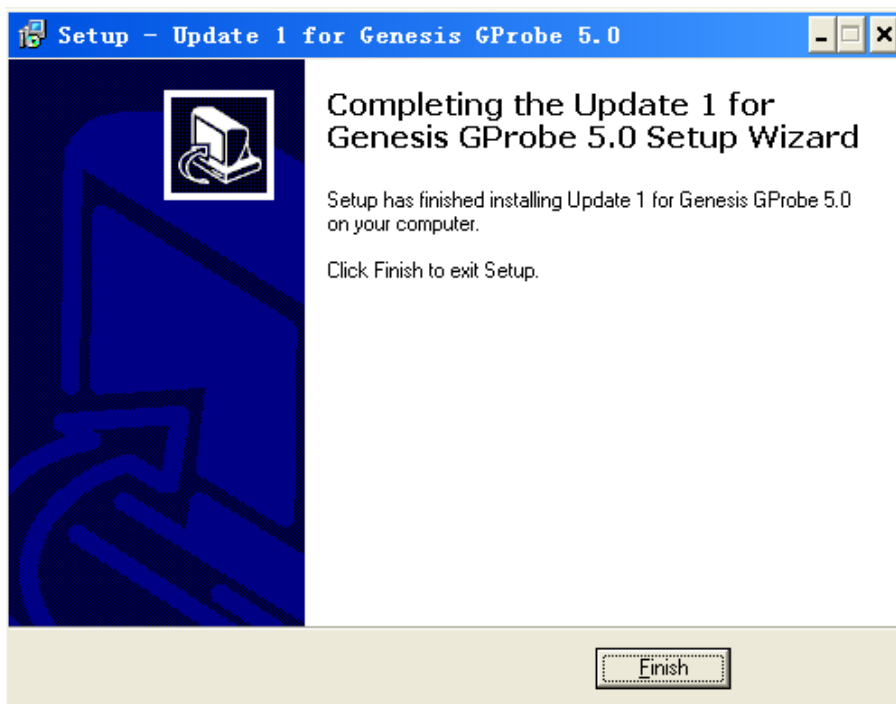 Setup - Update 1 for Genesis GProbe 5.0
Completing the Update 1 for
Genesis GProbe 5.0 Setup Wizard
Setup has finished installing Update 1 for Genesis GProbe 5.0
on your computer.
Click Finish to exit Setup.
Finish